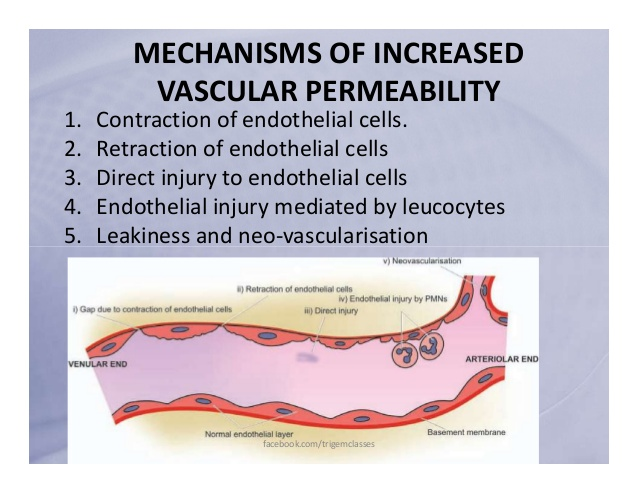 MECHANISMS OF INCREASED
VASCULAR PERMEABILITY
1. Contraction of endothelial cells.
2. Retraction of endothelial cells
3. Direct injury to endothelial cells
4. Endothelial injury mediated by leucocytes
5. Leakiness and neo-vascularisation
v) Neovascularisation
ii) Retraction of endothelial cells
iv) Endothelial injury by PMNs
i) Gap due to contraction of endothelial cells
iii) Direct injury
VENULAR END
ARTERIOLAR END
Normal endothelial layer
Basement membrane
facebook.com/trigemclasses